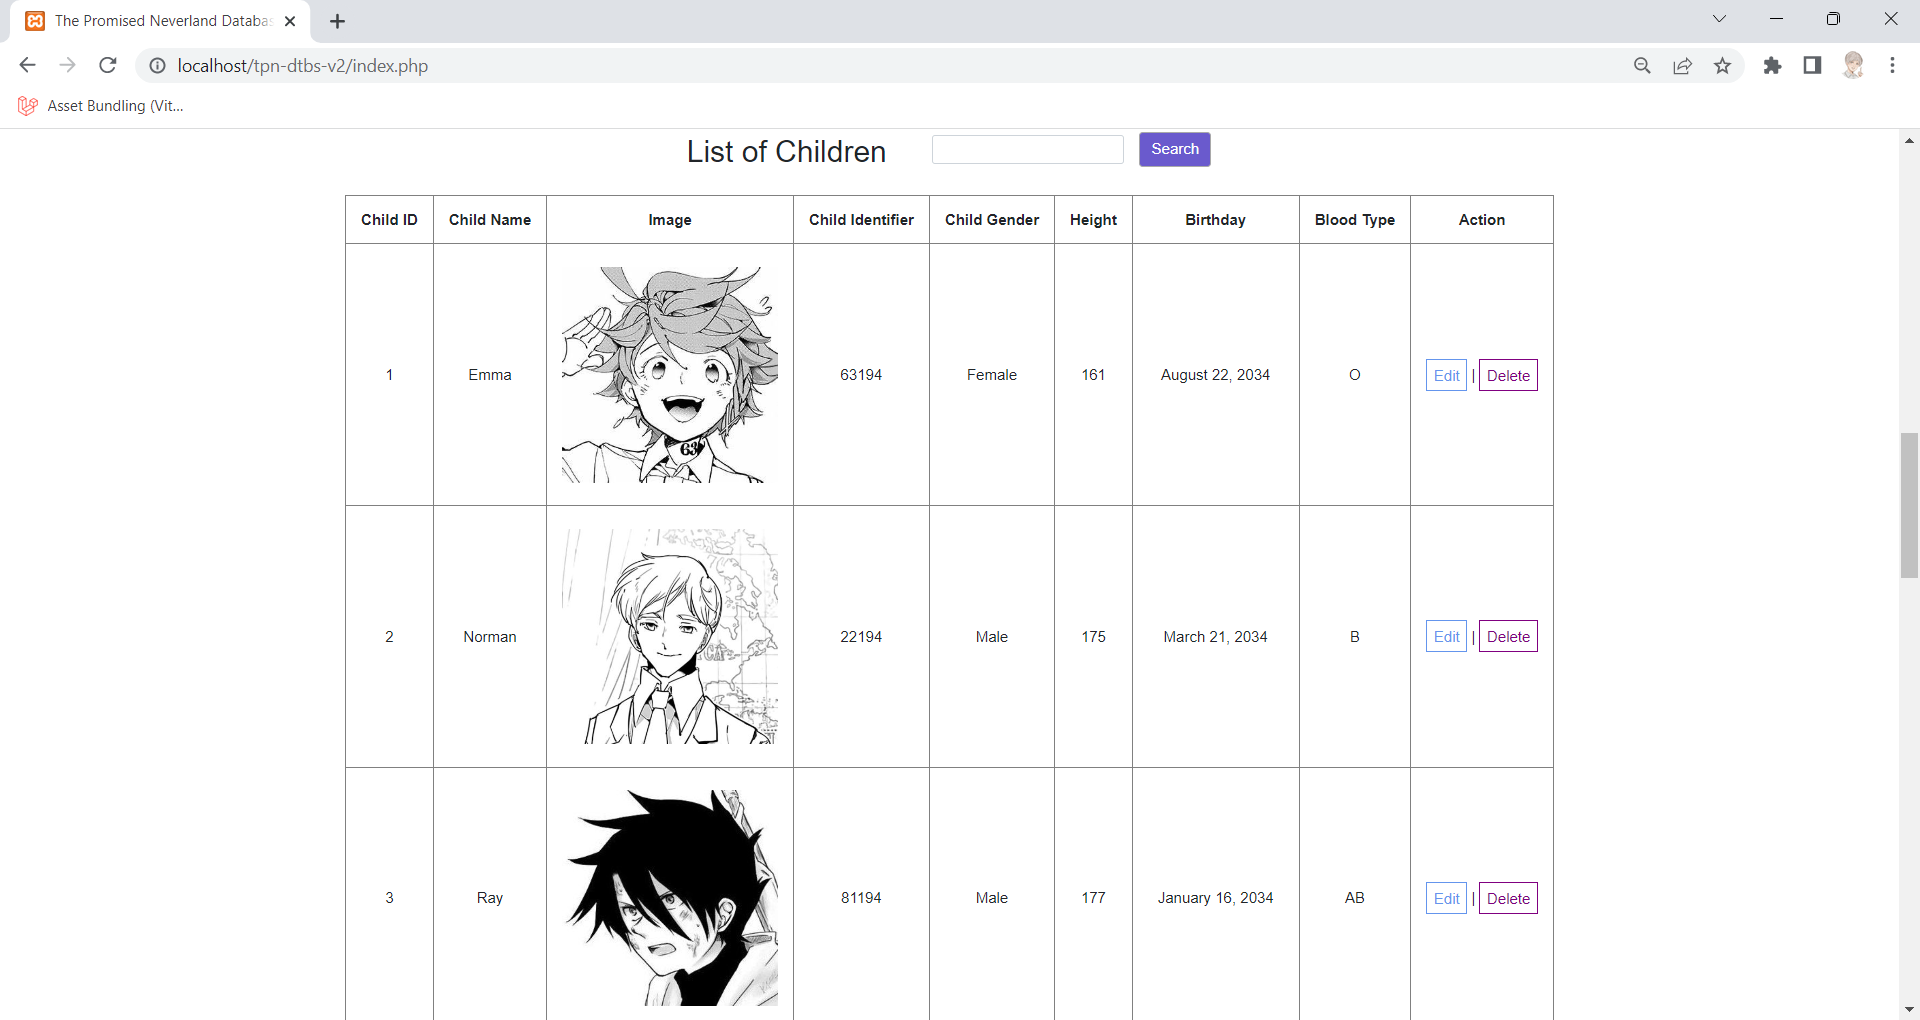 The Promised Neverland Databas
localhost/tpn-dtbs-v2/index.php
Asset Bundling (Vit...
List of Children Search
Child ID Child Name Image Child Identifier Child Gender Height Birthday Blood Type Action
63
1 Emma 63194 Female 161 August 22, 2034 O Edit | Delete
2 Norman 22194 Male 175 March 21, 2034 B Edit | Delete
3 Ray 81194 Male 177 January 16, 2034 AB Edit | Delete